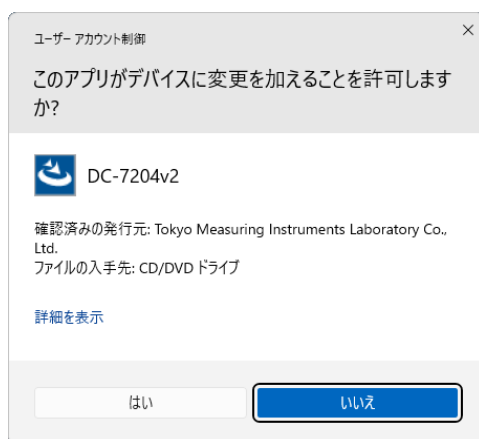 ユーザー アカウント制御
このアプリがデバイスに変更を加えることを許可します
か?
DC-7204v2
確認済みの発行元: Tokyo Measuring Instruments Laboratory Co.,
Ltd.
ファイルの入手先: CD/DVD ドライブ
詳細を表示
はい
いいえ